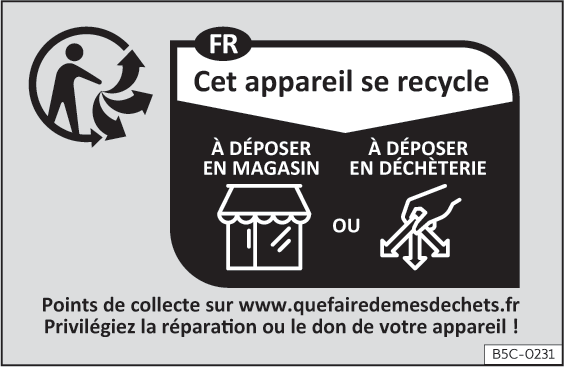 FR
Cet appareil se recycle
À DÉPOSER
EN MAGASIN
OU
À DÉPOSER
EN DÉCHÈTERIE
Points de collecte sur www.quefairedemesdechets.fr
Privilégiez la réparation ou le don de votre appareil !
B5C-0231